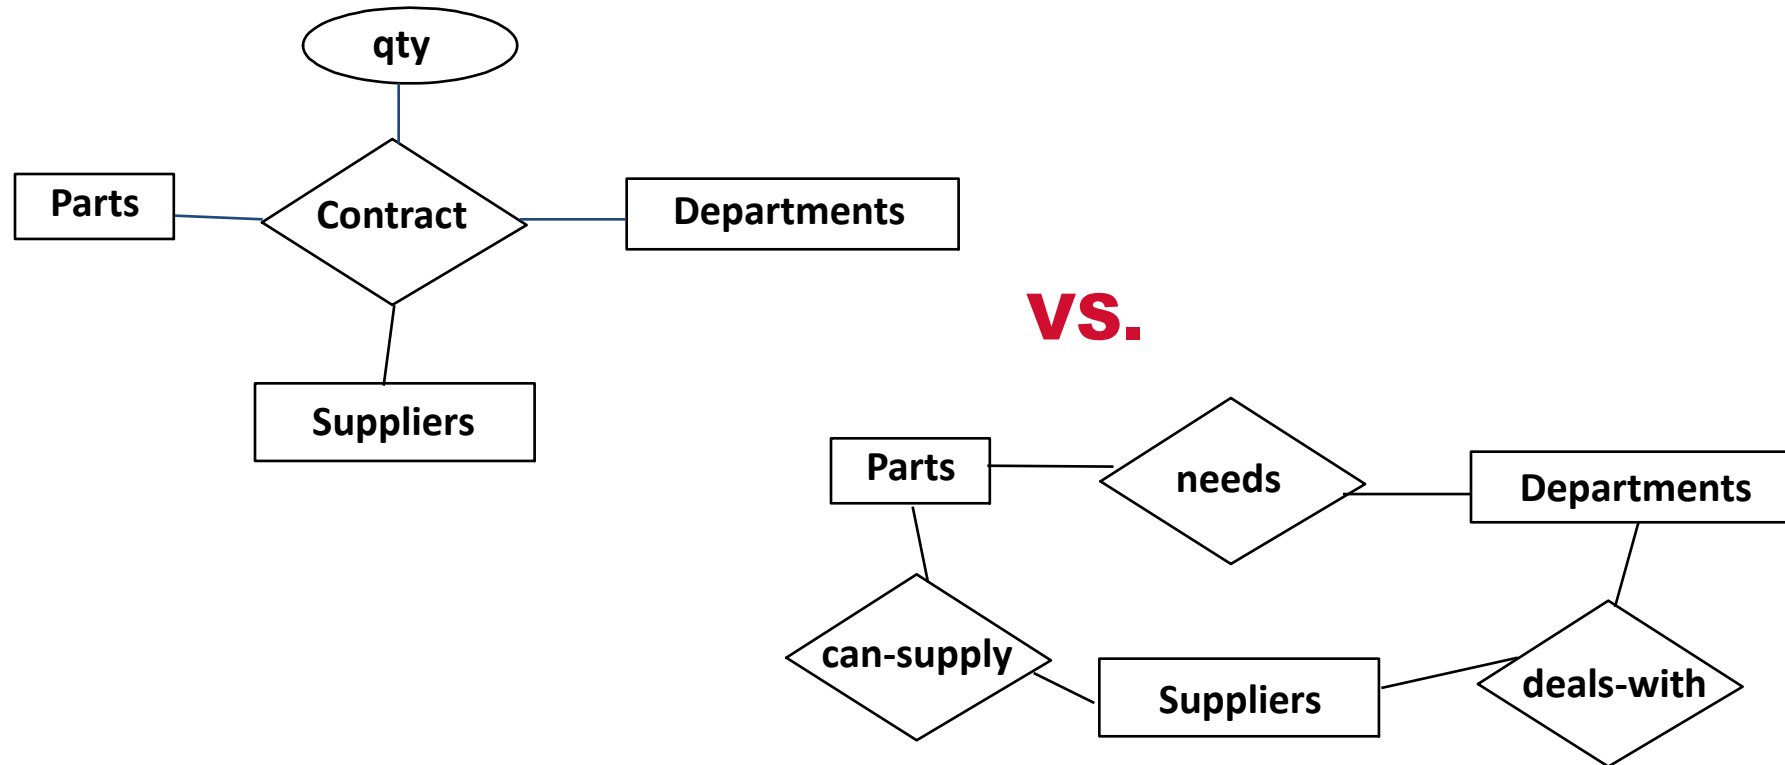 qty
Parts
Contract
Departments
Suppliers
vs.
Parts
needs
Departments
can-supply
Suppliers
deals-with